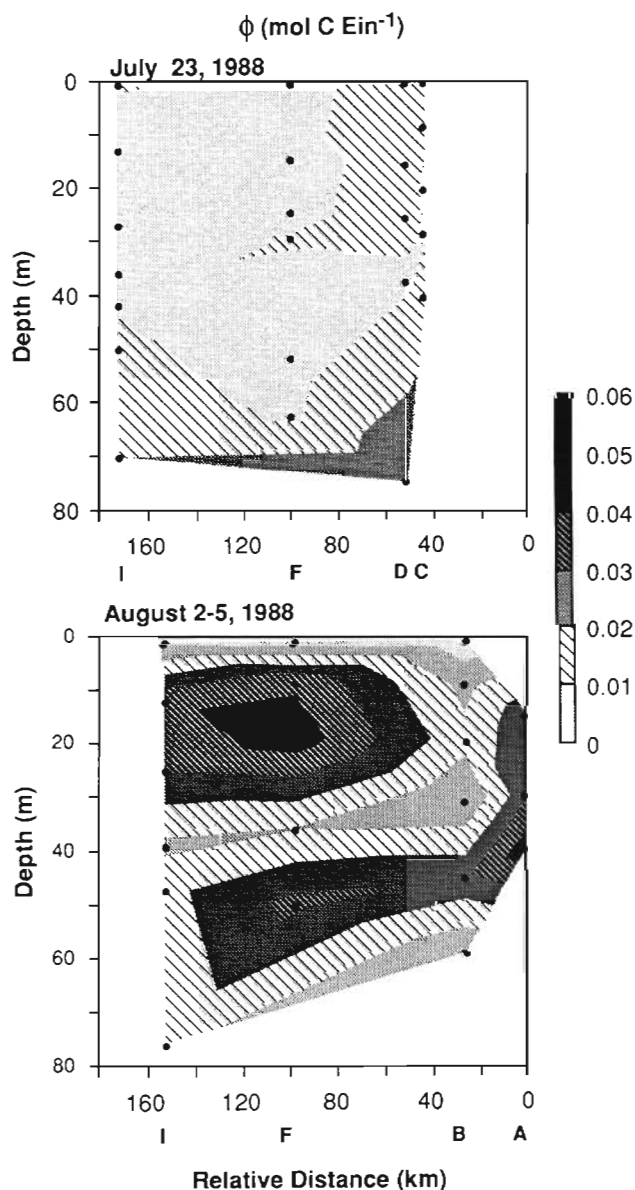 ϕ (mol C Ein⁻¹)
July 23, 1988
0
20
40
60
80
Depth (m)
160 120 80 40 0
I F D C
0.06
0.05
0.04
0.03
0.02
0.01
0
August 2-5, 1988
0
20
40
60
80
Depth (m)
160 120 80 40 0
I F B A
Relative Distance (km)